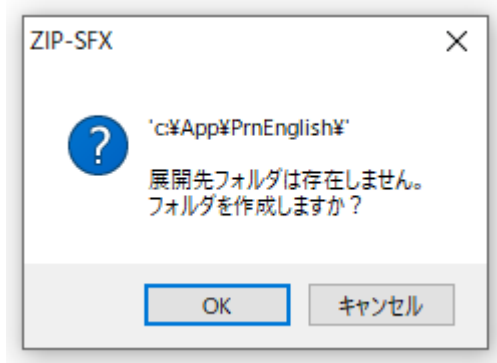 ZIP-SFX
'c:¥App¥PrnEnglish¥'
展開先フォルダは存在しません。
フォルダを作成しますか？
OK
キャンセル